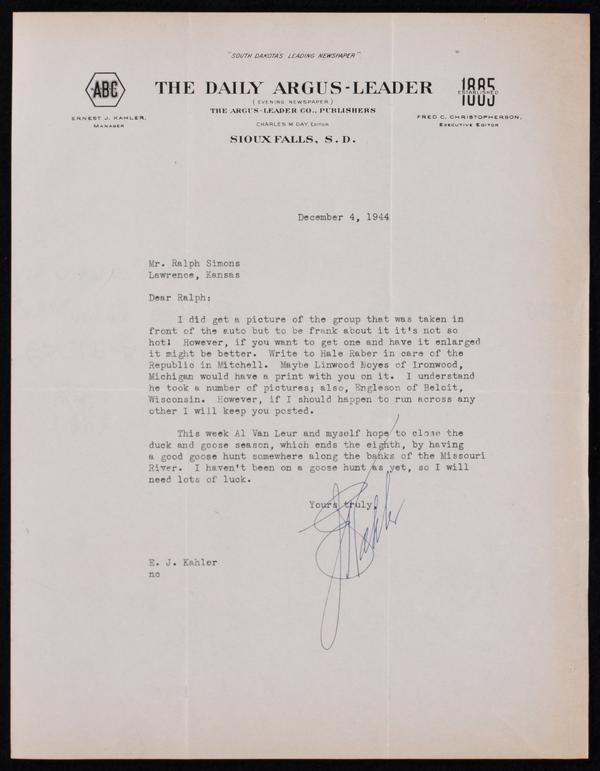 "SOUTH DAKOTA'S LEADING NEWSPAPER"
ABC
THE DAILY ARGUS-LEADER
1885
ESTABLISHED
(EVENING NEWSPAPER)
THE ARGUS-LEADER CO., PUBLISHERS
ERNEST J. KAHLER,
MANAGER
CHARLES M. DAY, EDITOR
FRED C. CHRISTOPHERSON,
EXECUTIVE EDITOR
SIOUX FALLS, S. D.
December 4, 1944
Mr. Ralph Simons
Lawrence, Kansas
Dear Ralph:
I did get a picture of the group that was taken in
front of the auto but to be frank about it it's not so
hot! However, if you want to get one and have it enlarged
it might be better. Write to Hale Raber in care of the
Republic in Mitchell. Maybe Linwood Noyes of Ironwood,
Michigan would have a print with you on it. I understand
he took a number of pictures; also, Engleson of Beloit,
Wisconsin. However, if I should happen to run across any
other I will keep you posted.
This week Al Van Leur and myself hope to close the
duck and goose season, which ends the eighth, by having
a good goose hunt somewhere along the banks of the Missouri
River. I haven't been on a goose hunt as yet, so I will
need lots of luck.
Yours truly,
E J Kahler
E. J. Kahler
nc